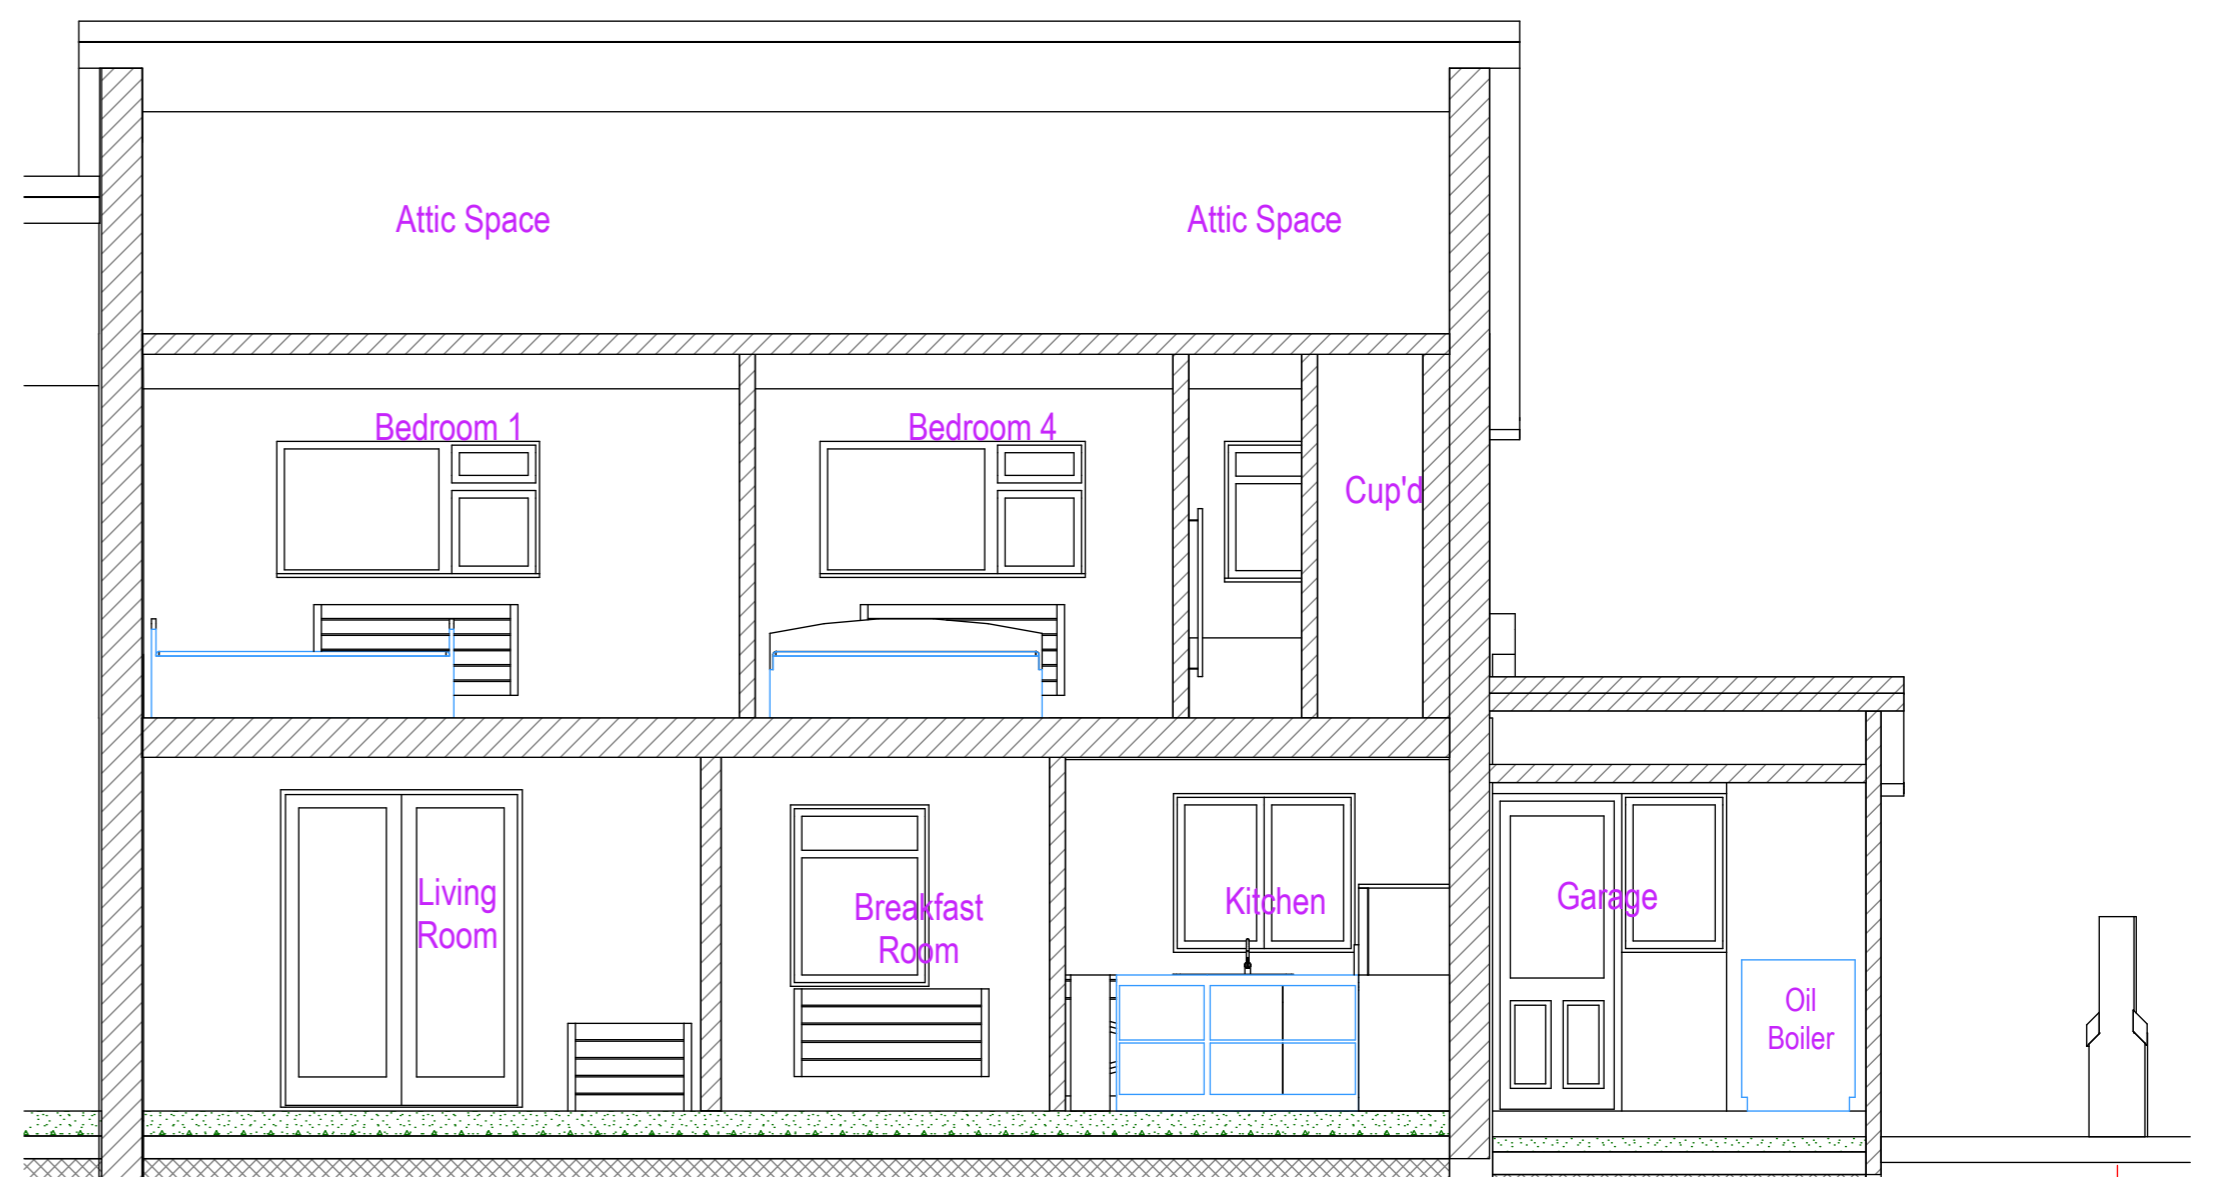 Attic Space
Attic Space
Bedroom 1
Bedroom 4
Cup'd
Living
Room
Breakfast
Room
Kitchen
Garage
Oil
Boiler